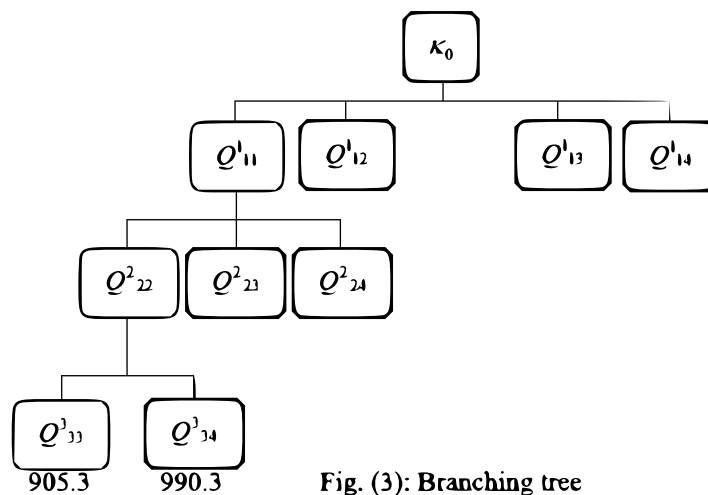 κ₀
Q¹₁₁ Q¹₁₂ Q¹₁₃ Q¹₁₄
Q²₂₂ Q²₂₃ Q²₂₄
Q³₃₃ Q³₃₄
905.3 990.3 Fig. (3): Branching tree